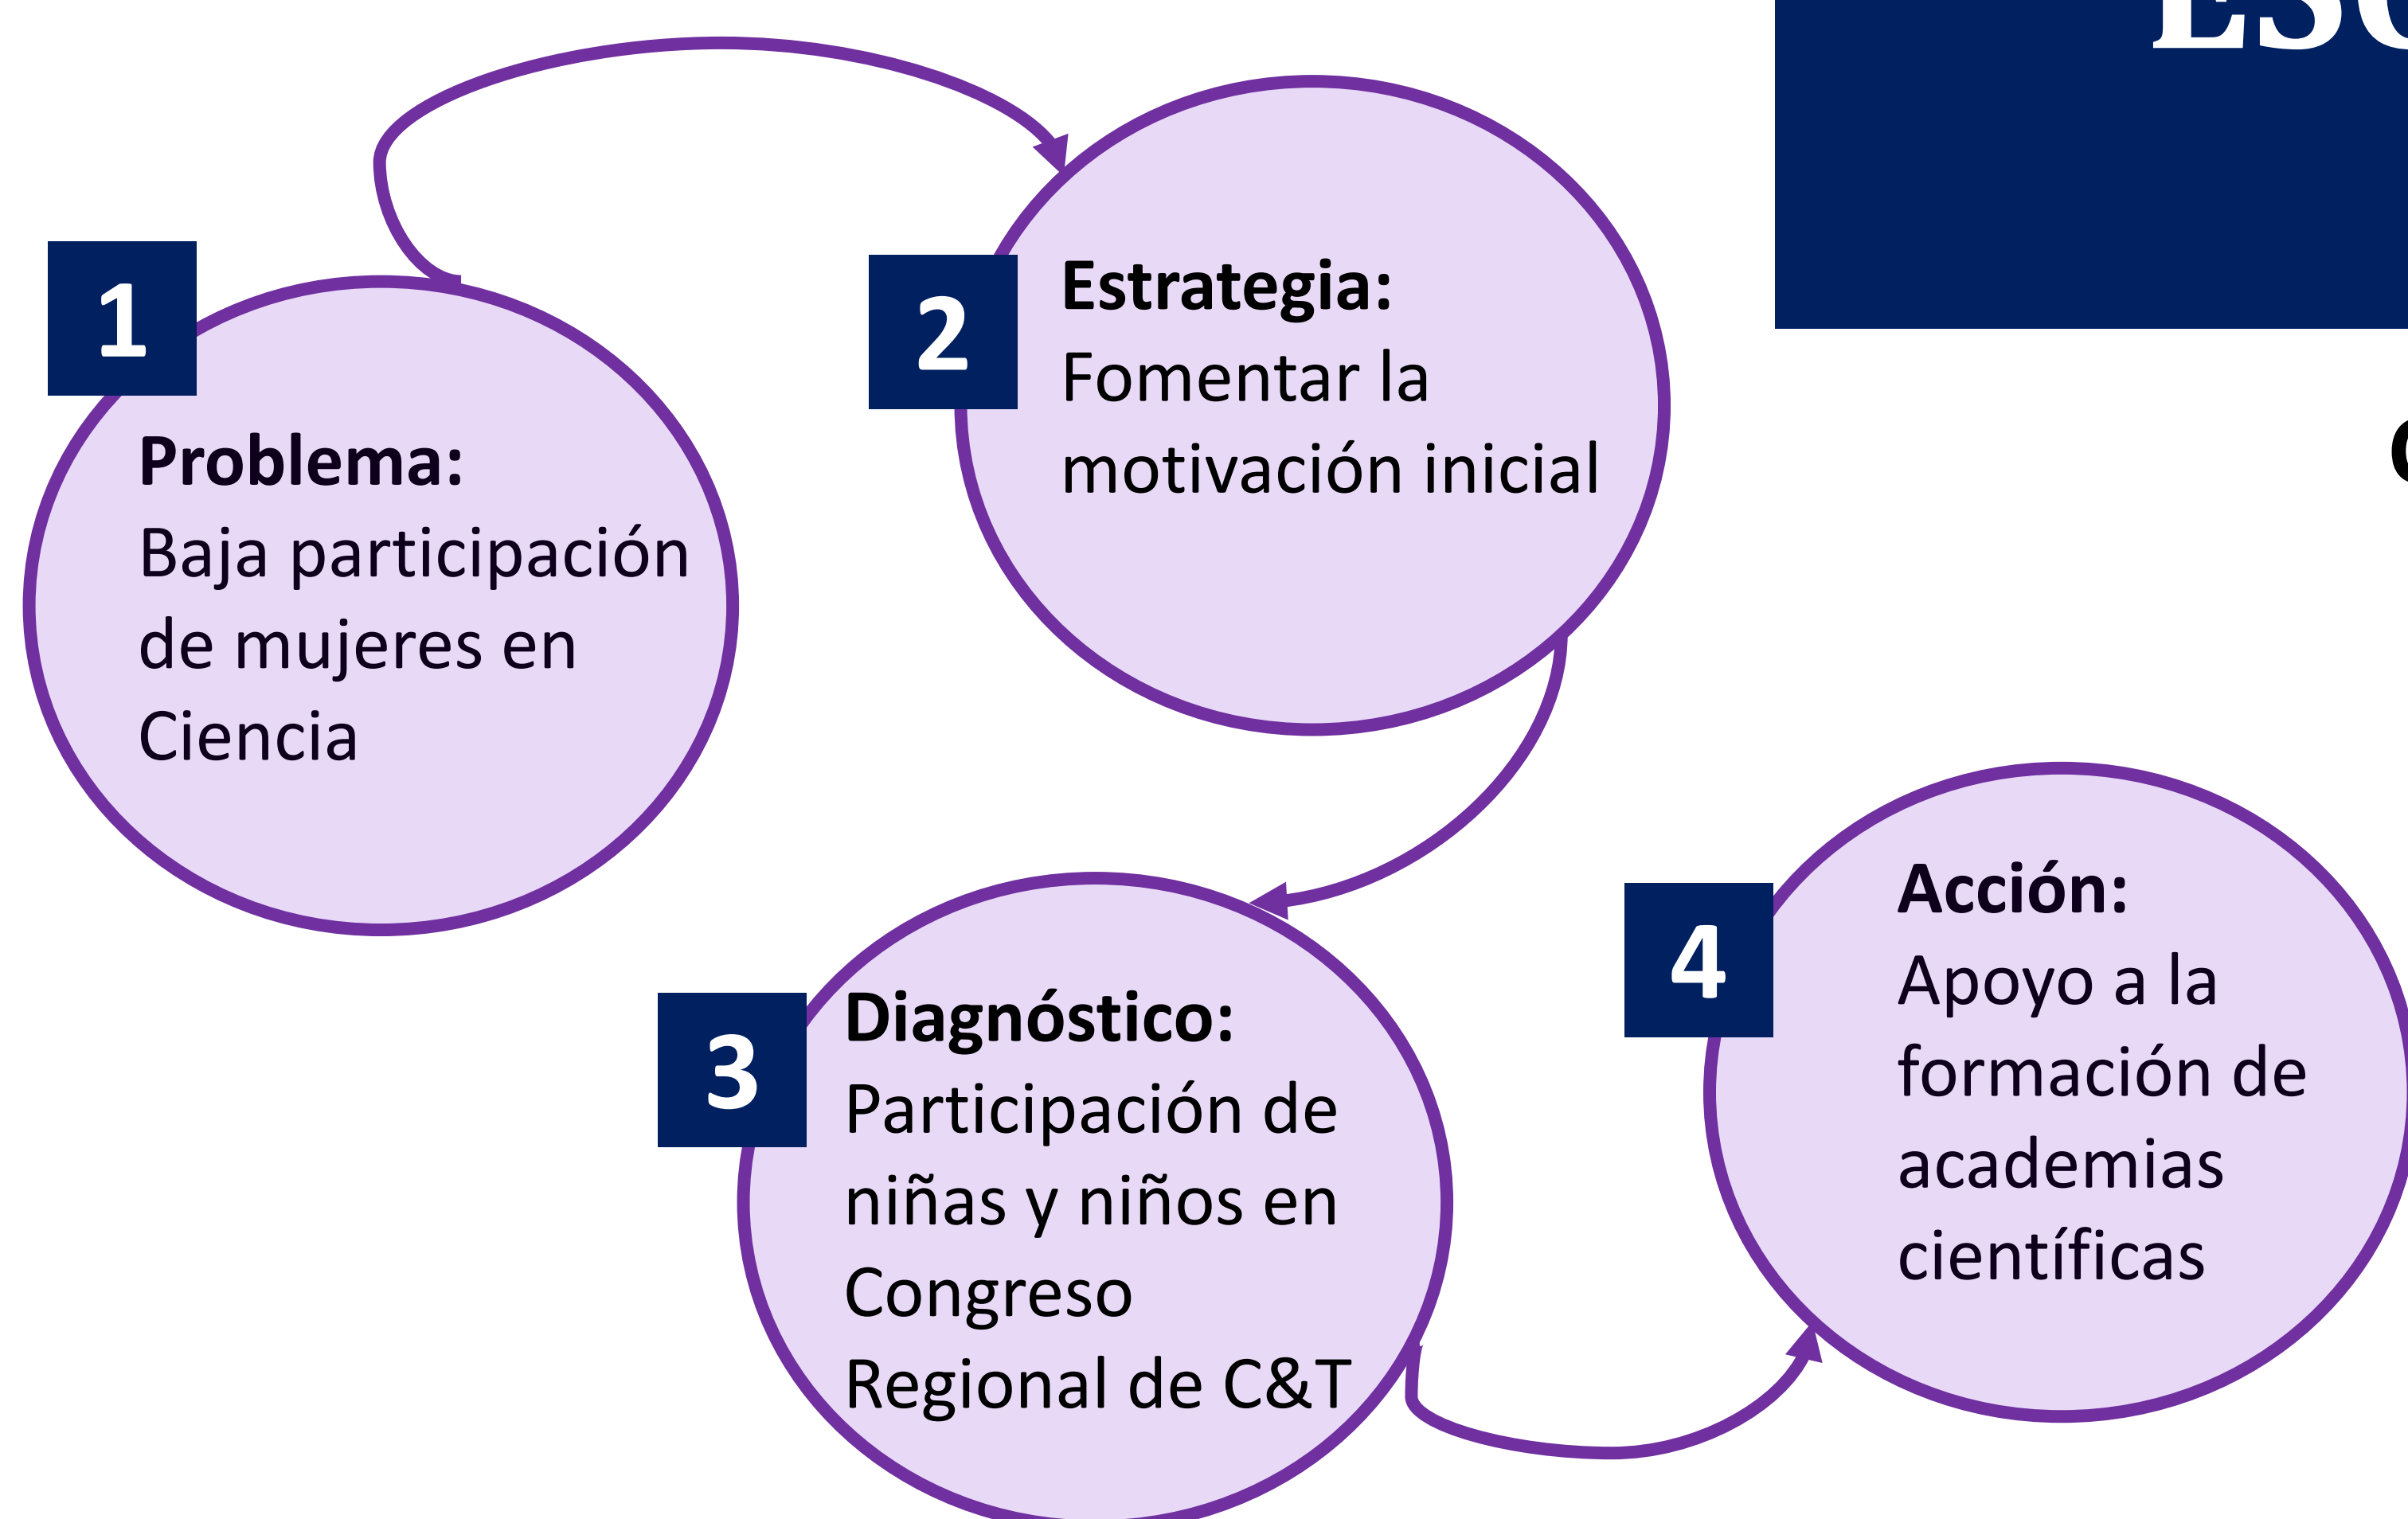 1
Problema:
Baja participación
de mujeres en
Ciencia
2
Estrategia:
Fomentar la
motivación inicial
3
Diagnóstico:
Participación de
niñas y niños en
Congreso
Regional de C&T
4
Acción:
Apoyo a la
formación de
academias
científicas